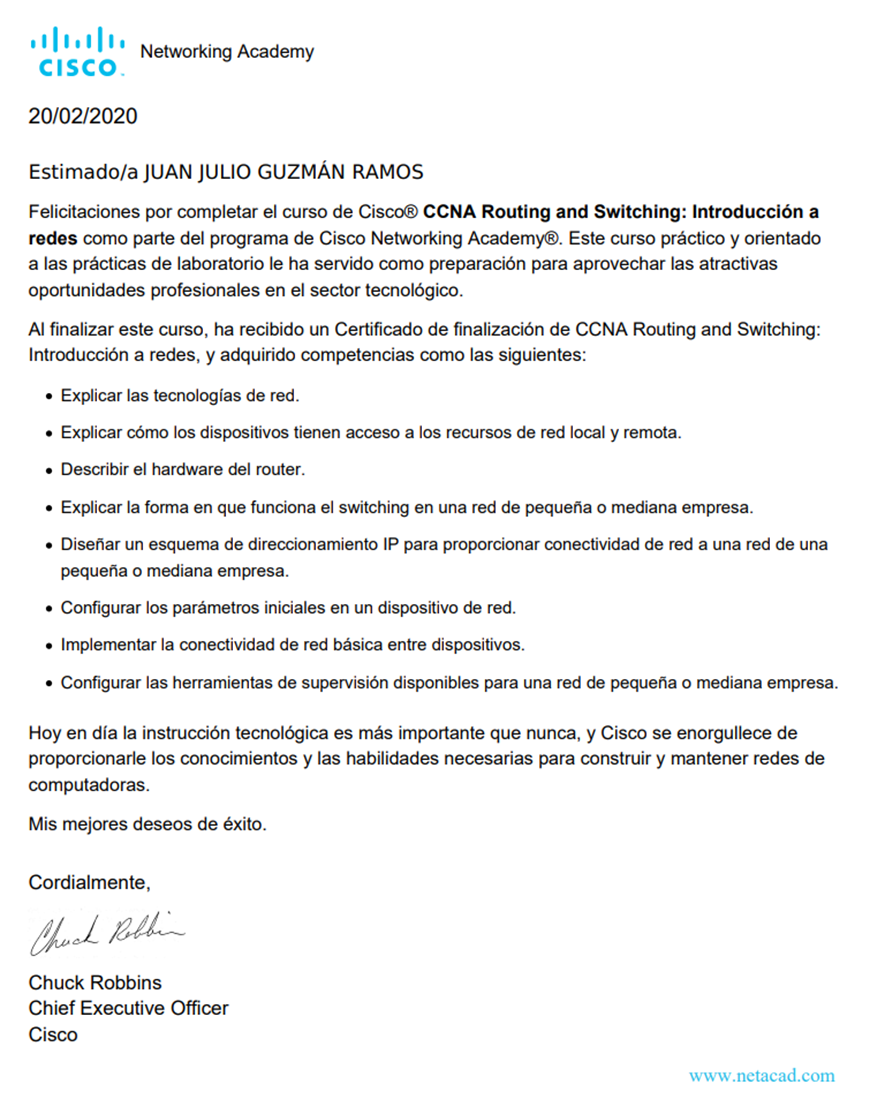 CISCO
Networking Academy
20/02/2020
Estimado/a JUAN JULIO GUZMÁN RAMOS
Felicitaciones por completar el curso de Cisco® CCNA Routing and Switching: Introducción a
redes como parte del programa de Cisco Networking Academy®. Este curso práctico y orientado
a las prácticas de laboratorio le ha servido como preparación para aprovechar las atractivas
oportunidades profesionales en el sector tecnológico.
Al finalizar este curso, ha recibido un Certificado de finalización de CCNA Routing and Switching:
Introducción a redes, y adquirido competencias como las siguientes:
• Explicar las tecnologías de red.
• Explicar cómo los dispositivos tienen acceso a los recursos de red local y remota.
• Describir el hardware del router.
• Explicar la forma en que funciona el switching en una red de pequeña o mediana empresa.
• Diseñar un esquema de direccionamiento IP para proporcionar conectividad de red a una red de una
pequeña o mediana empresa.
• Configurar los parámetros iniciales en un dispositivo de red.
• Implementar la conectividad de red básica entre dispositivos.
• Configurar las herramientas de supervisión disponibles para una red de pequeña o mediana empresa.
Hoy en día la instrucción tecnológica es más importante que nunca, y Cisco se enorgullece de
proporcionarle los conocimientos y las habilidades necesarias para construir y mantener redes de
computadoras.
Mis mejores deseos de éxito.
Cordialmente,
Chuck Robbins
Chuck Robbins
Chief Executive Officer
Cisco
www.netacad.com